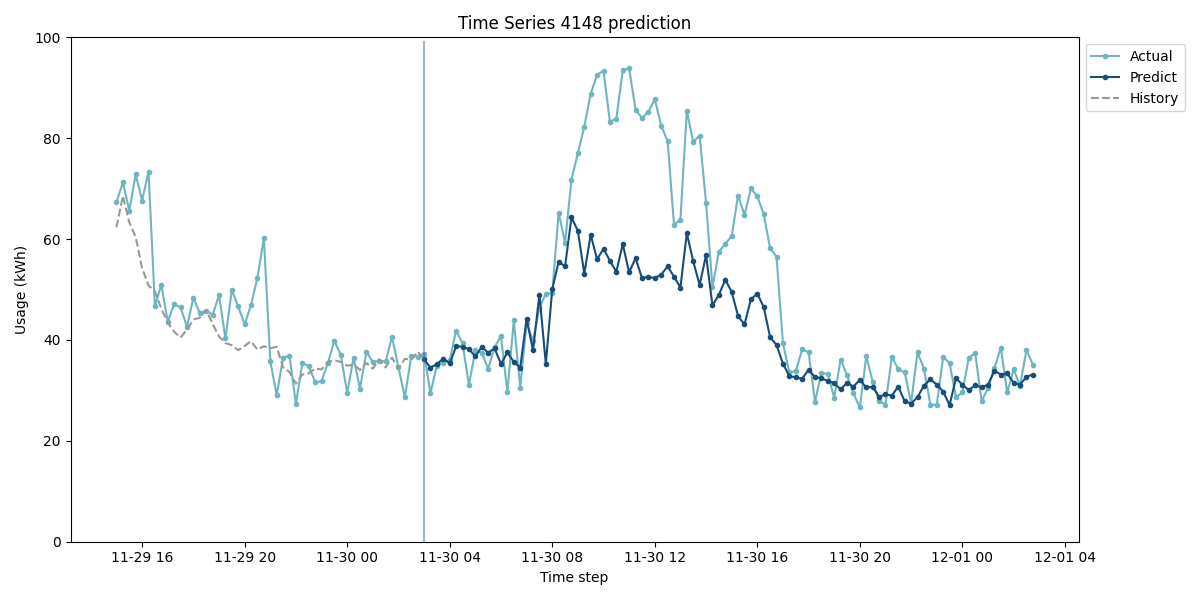 Time Series 4148 prediction
100
80
60
40
20
0
Usage (kWh)
11-29 16
11-29 20
11-30 00
11-30 04
11-30 08
11-30 12
11-30 16
11-30 20
12-01 00
12-01 04
Time step
Actual
Predict
History